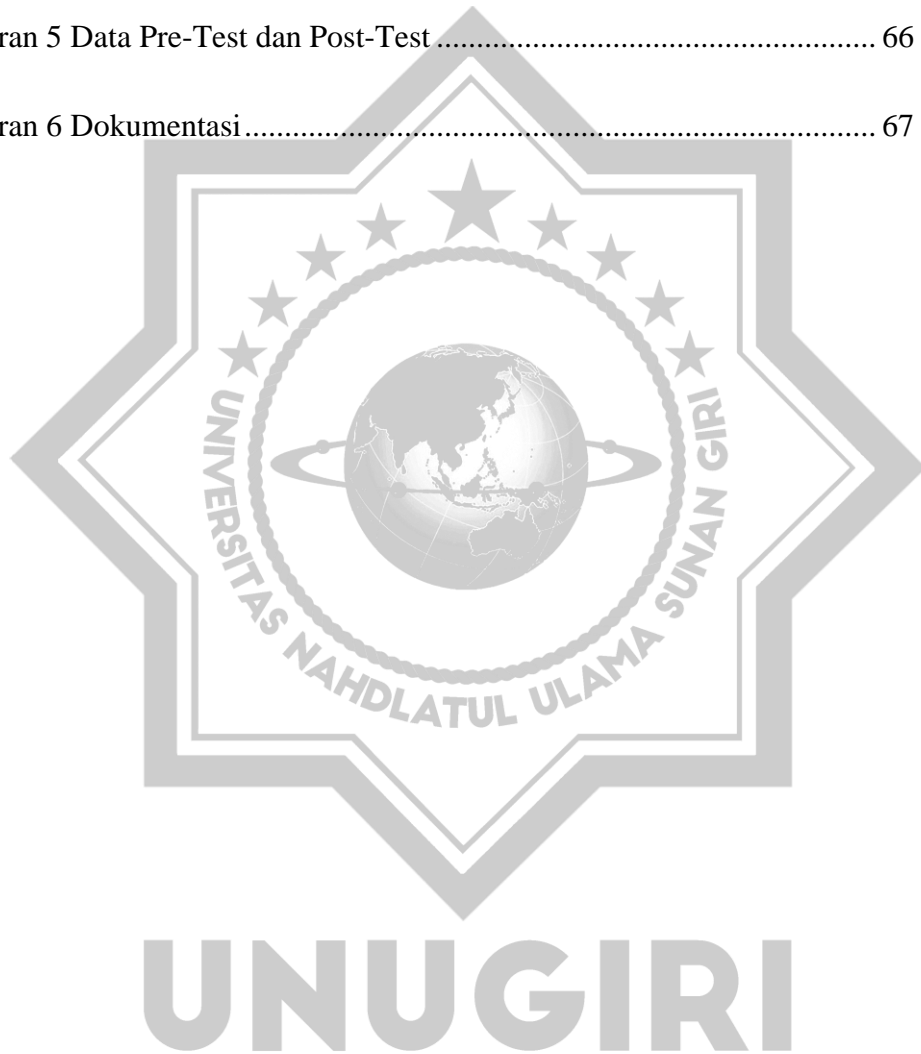 ran 5 Data Pre-Test dan Post-Test ....................................................... 66
ran 6 Dokumentasi ............................................................................... 67
UNIVERSITAS NAHDLATUL ULAMA SUNAN GIRI
UNUGIRI